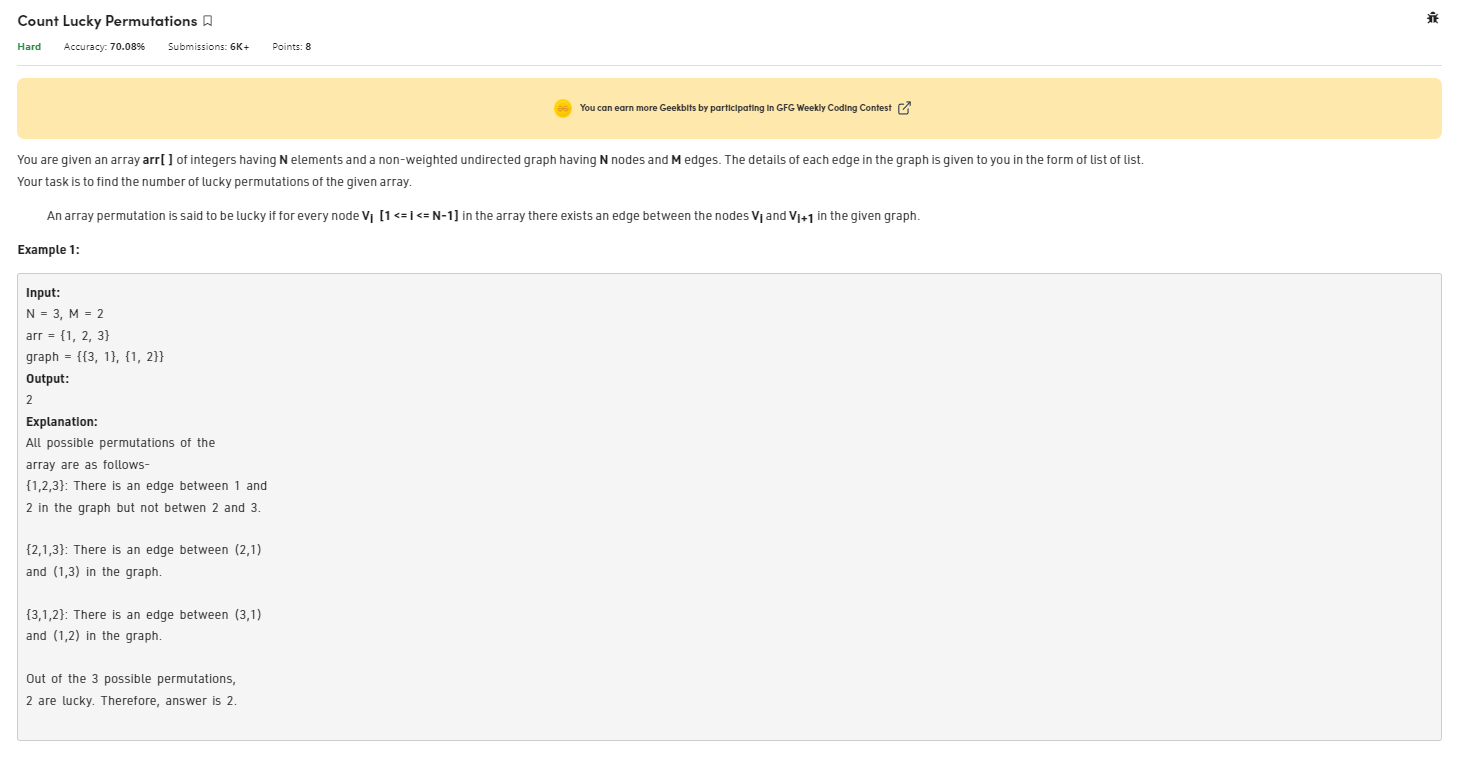 Count Lucky Permutations
Hard Accuracy: 70.08% Submissions: 6K+ Points: 8
You can earn more Geekbits by participating in GFG Weekly Coding Contest
You are given an array arr[ ] of integers having N elements and a non-weighted undirected graph having N nodes and M edges. The details of each edge in the graph is given to you in the form of list of list.
Your task is to find the number of lucky permutations of the given array.
An array permutation is said to be lucky if for every node Vi [1 <= i <= N-1] in the array there exists an edge between the nodes Vi and Vi+1 in the given graph.
Example 1:
Input:
N = 3, M = 2
arr = {1, 2, 3}
graph = {{3, 1}, {1, 2}}
Output:
2
Explanation:
All possible permutations of the
array are as follows-
{1,2,3}: There is an edge between 1 and
2 in the graph but not betwen 2 and 3.
{2,1,3}: There is an edge between (2,1)
and (1,3) in the graph.
{3,1,2}: There is an edge between (3,1)
and (1,2) in the graph.
Out of the 3 possible permutations,
2 are lucky. Therefore, answer is 2.